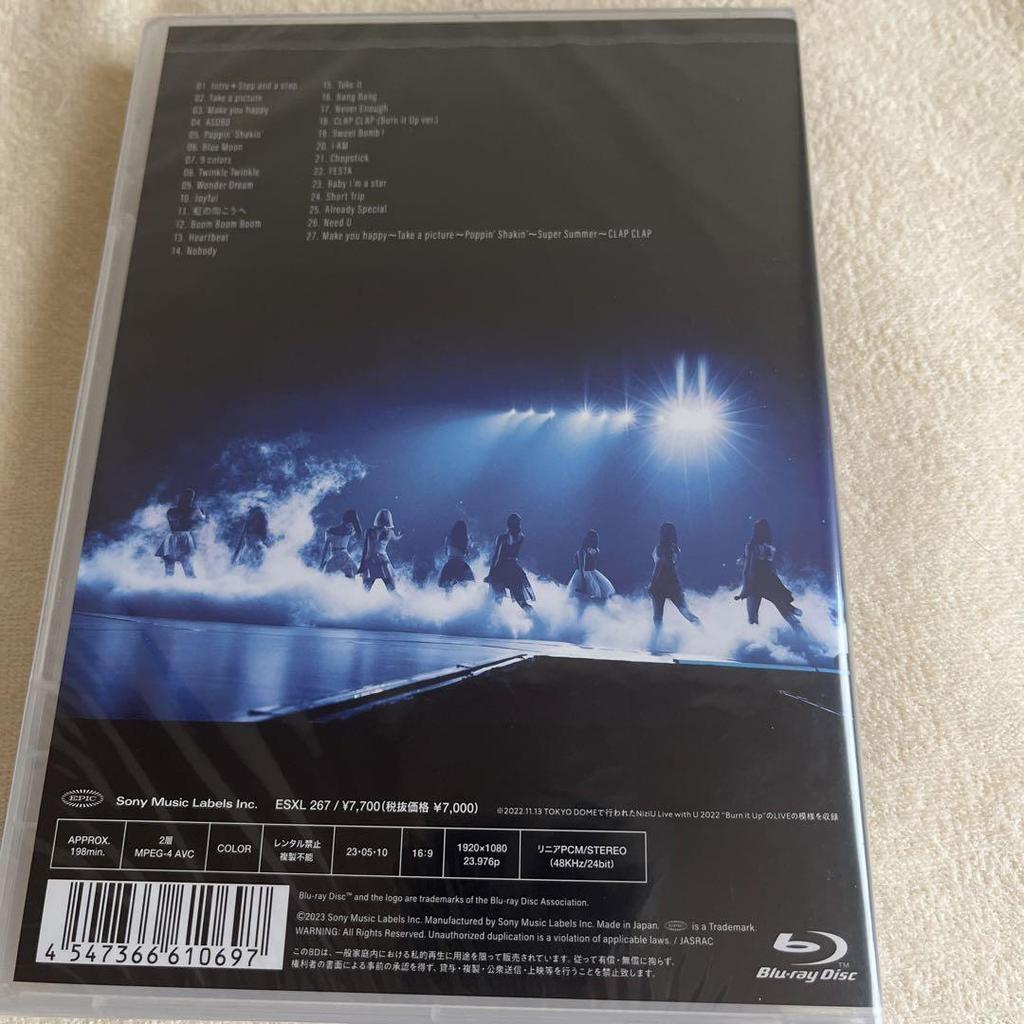 01. Intro + Step and a step
02. Take a picture
03. Make you happy
04. ASOBO
05. Poppin' Shakin'
06. Blue Moon
07. 9 colors
08. Twinkle Twinkle
09. Wonder Dream
10. Joyful
11. 虹の向こうへ
12. Boom Boom Boom
13. Heartbeat
14. Nobody
15. Take it
16. Bang Bang
17. Never Enough
18. CLAP CLAP (Burn it Up ver.)
19. Sweet Bomb!
20. I AM
21. Chopstick
22. FESTA
23. Baby I'm a star
24. Short Trip
25. Already Special
26. Need U
27. Make you happy～Take a picture～Poppin' Shakin'～Super Summer～CLAP CLAP
EPIC Sony Music Labels Inc. ESXL 267 / ¥7,700(税抜価格 ¥7,000)
※2022.11.13 TOKYO DOMEで行われたNiziU Live with U 2022 "Burn it Up"のLIVEの模様を収録
APPROX. 198min.
2層 MPEG-4 AVC
COLOR
レンタル禁止 複製不能
23・05・10
16:9
1920×1080 23.976p
リニアPCM/STEREO (48KHz/24bit)
Blu-ray Disc™ and the logo are trademarks of the Blu-ray Disc Association.
©2023 Sony Music Labels Inc. Manufactured by Sony Music Labels Inc. Made in Japan. EPIC is a Trademark.
WARNING: All Rights Reserved. Unauthorized duplication is a violation of applicable laws. / JASRAC
このBDは、一般家庭内における私的再生に用途を限って販売されています。従って有償・無償に拘らず、
権利者の書面による事前の承認を得ず、貸与・複製・公衆送信・上映等を行うことを禁止致します。
4 547366 610697
Blu-ray Disc™